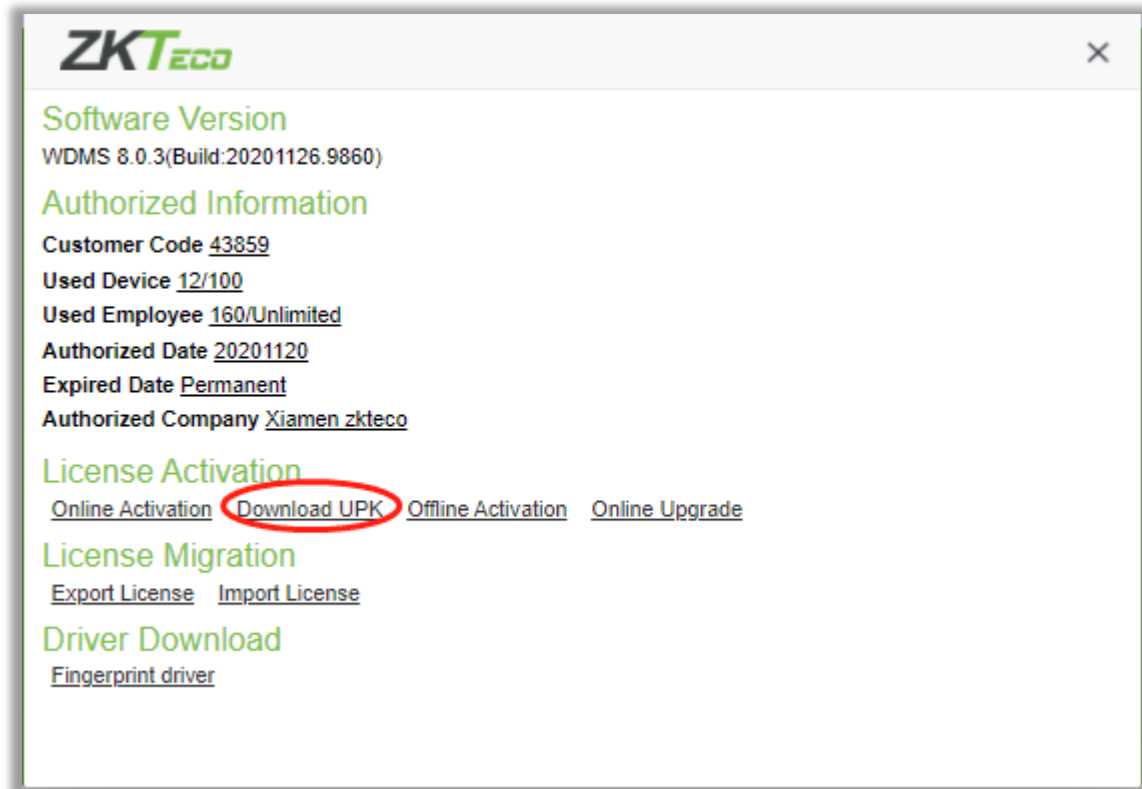 ZKTeco
Software Version
WDMS 8.0.3(Build:20201126.9860)
Authorized Information
Customer Code 43859
Used Device 12/100
Used Employee 160/Unlimited
Authorized Date 20201120
Expired Date Permanent
Authorized Company Xiamen zkteco
License Activation
Online Activation Download UPK Offline Activation Online Upgrade
License Migration
Export License Import License
Driver Download
Fingerprint driver